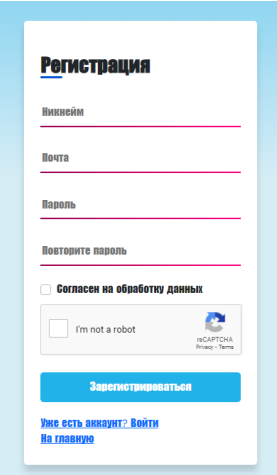 Регистрация
Никнейм
Почта
Пароль
Повторите пароль
Согласен на обработку данных
I'm not a robot
reCAPTCHA
Privacy - Terms
Зарегистрироваться
Уже есть аккаунт? Войти
На главную